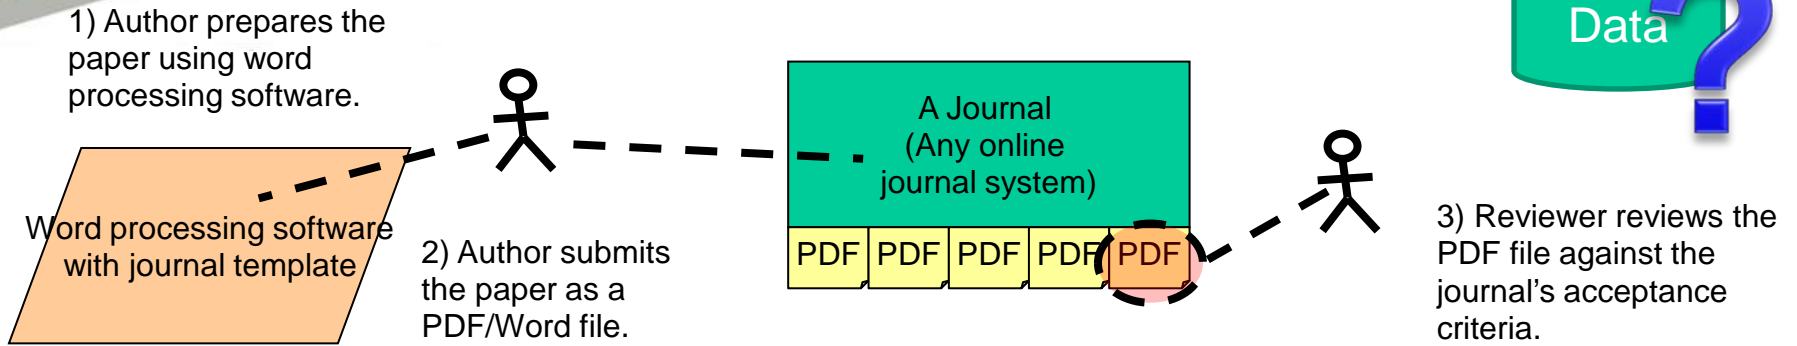 1) Author prepares the
paper using word
processing software.
Data
?
A Journal
(Any online
journal system)
Word processing software
with journal template
2) Author submits
the paper as a
PDF/Word file.
PDF PDF PDF PDF PDF
3) Reviewer reviews the
PDF file against the
journal's acceptance
criteria.